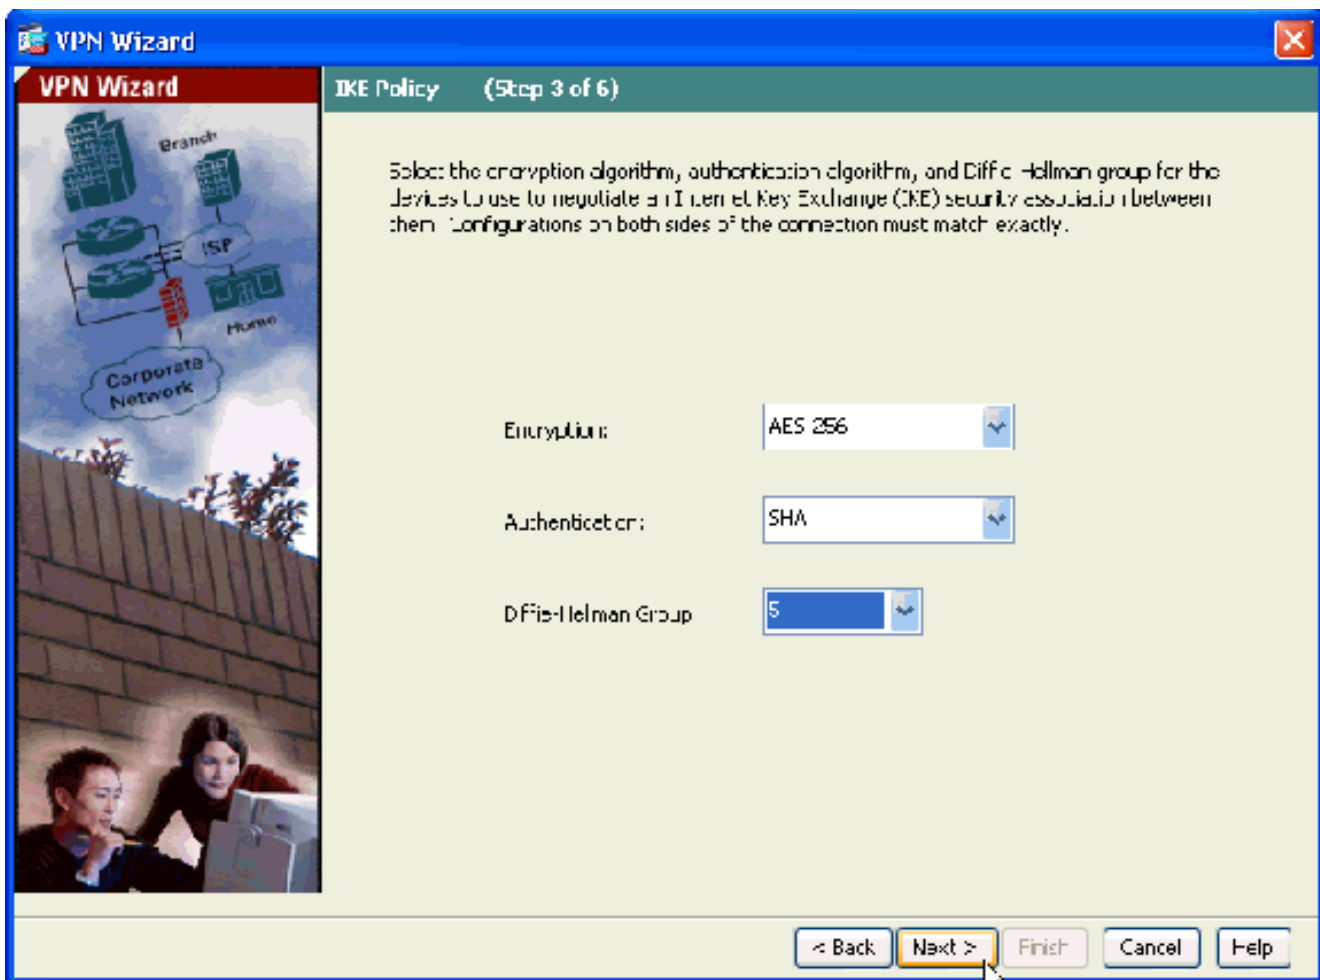 VPN Wizard
VPN Wizard
IKE Policy (Step 3 of 6)
Branch
ISP
Home
Corporate
Network
Select the encryption algorithm, authentication algorithm, and Diffie-Hellman group for the
devices to use to negotiate an Internet Key Exchange (IKE) security association between
them. Configurations on both sides of the connection must match exactly.
Encryption: AES 256
Authentication: SHA
Diffie-Hellman Group 5
< Back Next > Finish Cancel Help